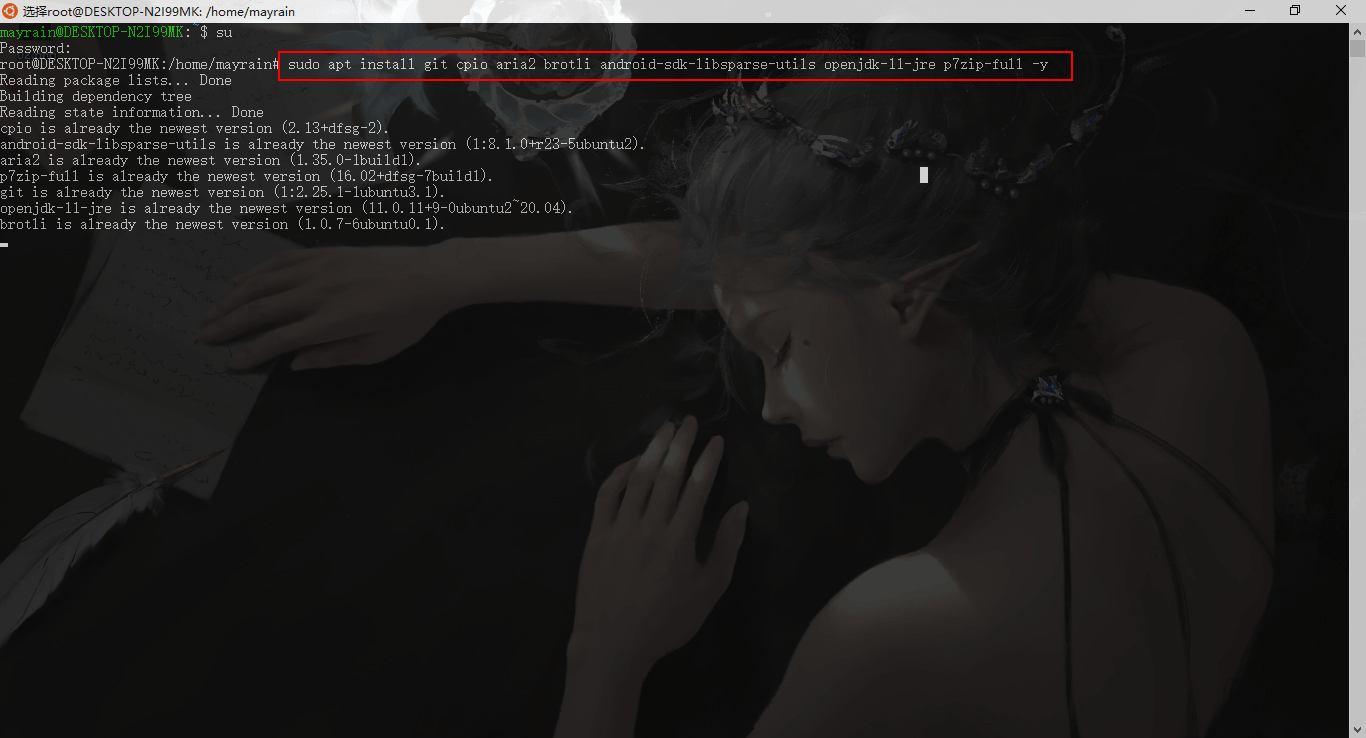 选择root@DESKTOP-N2I99MK: /home/mayrain
mayrain@DESKTOP-N2I99MK:~$ su
Password:
root@DESKTOP-N2I99MK:/home/mayrain# sudo apt install git cpio aria2 brotli android-sdk-libsparse-utils openjdk-11-jre p7zip-full -y
Reading package lists... Done
Building dependency tree
Reading state information... Done
cpio is already the newest version (2.13+dfsg-2).
android-sdk-libsparse-utils is already the newest version (1:8.1.0+r23-5ubuntu2).
aria2 is already the newest version (1.35.0-1build1).
p7zip-full is already the newest version (16.02+dfsg-7build1).
git is already the newest version (1:2.25.1-1ubuntu3.1).
openjdk-11-jre is already the newest version (11.0.11+9-0ubuntu2~20.04).
brotli is already the newest version (1.0.7-6ubuntu0.1).